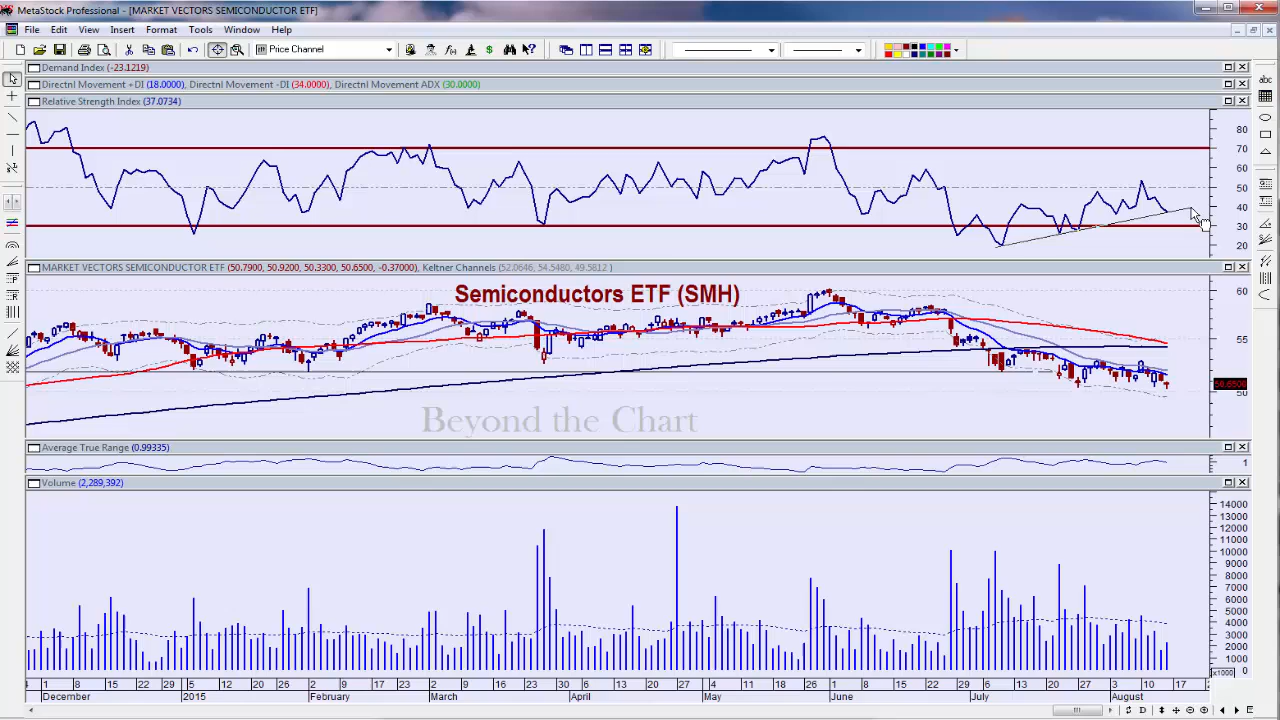 MetaStock Professional - [MARKET VECTORS SEMICONDUCTOR ETF]
File Edit View Insert Format Tools Window Help
Price Channel
Demand Index (-23.1219)
Directnl Movement +DI (18.0000), Directnl Movement -DI (34.0000), Directnl Movement ADX (30.0000)
Relative Strength Index (37.0734)
80
70
60
50
40
30
20
MARKET VECTORS SEMICONDUCTOR ETF (50.7900, 50.9200, 50.3300, 50.6500, -0.37000), Keltner Channels (52.0646, 54.5480, 49.5812 )
Semiconductors ETF (SMH)
60
55
50.6500
50
Beyond the Chart
Average True Range (0.99335)
1
Volume (2,289,392)
14000
13000
12000
11000
10000
9000
8000
7000
6000
5000
4000
3000
2000
1000
0
x1000
1 8 15 22 29 5 12 20 26 2 9 17 23 2 9 16 23 30 6 13 20 27 4 11 18 26 1 8 15 22 29 6 13 20 27 3 10 17
December 2015 February March April May June July August